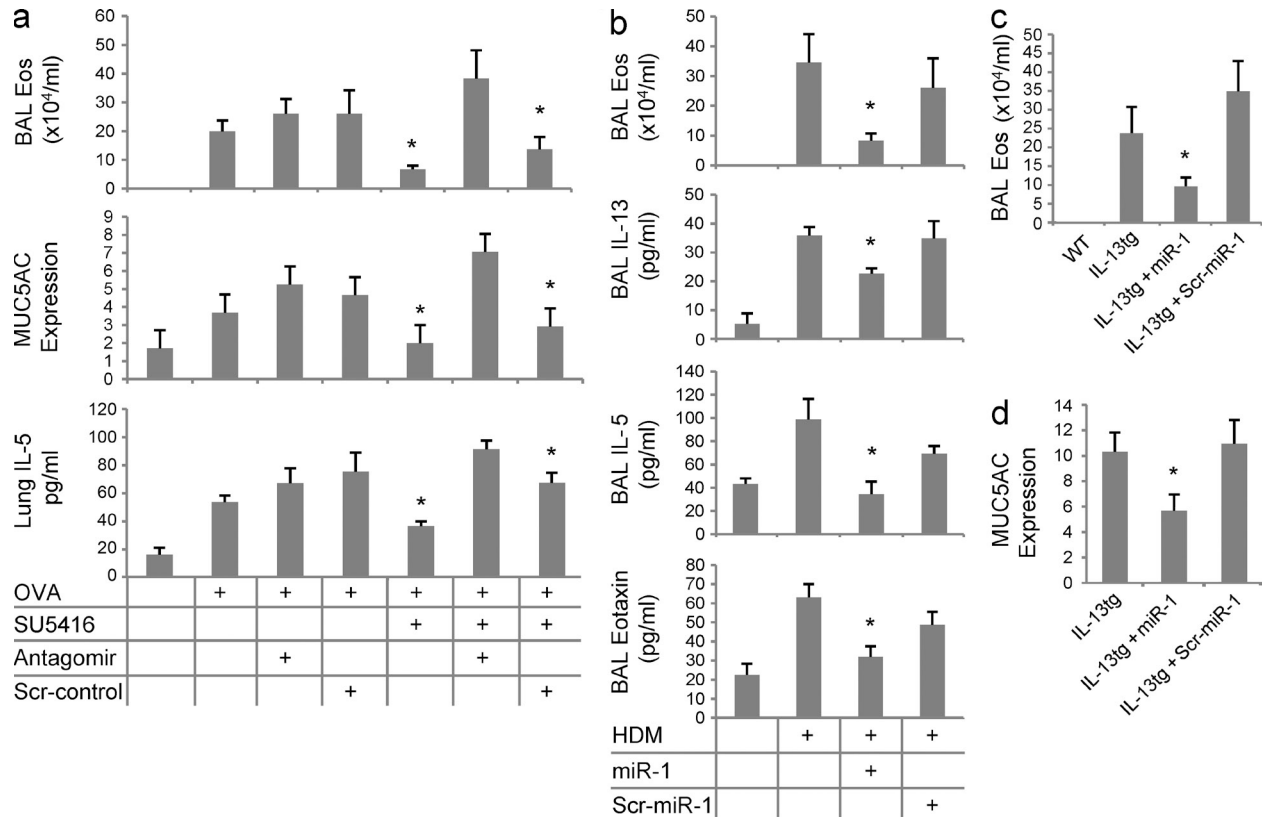 a
BAL Eos
(x10⁴/ml)
60
50
40
30
20
10
0
*
*
MUC5AC
Expression
9
8
7
6
5
4
3
2
1
0
*
*
Lung IL-5
pg/ml
120
100
80
60
40
20
0
*
*
OVA + + + + + +
SU5416 + + +
Antagomir + +
Scr-control + +
b
BAL Eos
(x10⁴/ml)
50
40
30
20
10
0
*
BAL IL-13
(pg/ml)
50
40
30
20
10
0
*
BAL IL-5
(pg/ml)
140
120
100
80
60
40
20
0
*
BAL Eotaxin
(pg/ml)
80
70
60
50
40
30
20
10
0
*
HDM + + +
miR-1 +
Scr-miR-1 +
c
BAL Eos (x10⁴/ml)
50
45
40
35
30
25
20
15
10
5
0
*
WT
IL-13tg
IL-13tg + miR-1
IL-13tg + Scr-miR-1
d
MUC5AC
Expression
14
12
10
8
6
4
2
0
*
IL-13tg
IL-13tg + miR-1
IL-13tg + Scr-miR-1